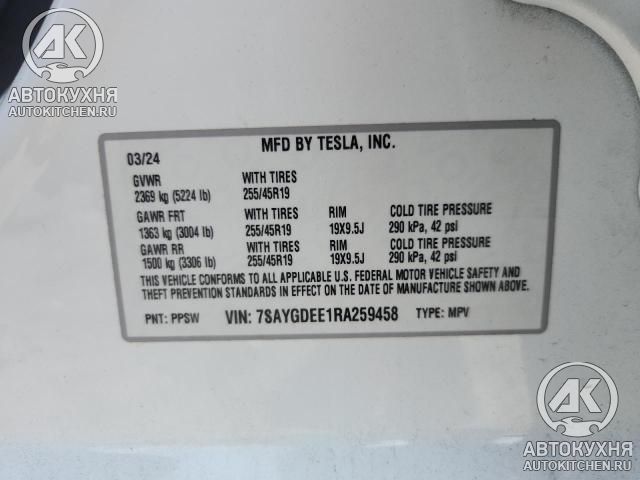 АК
АВТОКУХНЯ
AUTOKITCHEN.RU
MFD BY TESLA, INC.
03/24
GVWR WITH TIRES
2369 kg (5224 lb) 255/45R19
GAWR FRT WITH TIRES RIM COLD TIRE PRESSURE
1363 kg (3004 lb) 255/45R19 19X9.5J 290 kPa, 42 psi
GAWR RR WITH TIRES RIM COLD TIRE PRESSURE
1500 kg (3306 lb) 255/45R19 19X9.5J 290 kPa, 42 psi
THIS VEHICLE CONFORMS TO ALL APPLICABLE U.S. FEDERAL MOTOR VEHICLE SAFETY AND
THEFT PREVENTION STANDARDS IN EFFECT ON THE DATE OF MANUFACTURE SHOWN ABOVE.
PNT: PPSW VIN: 7SAYGDEE1RA259458 TYPE: MPV
АК
АВТОКУХНЯ
AUTOKITCHEN.RU